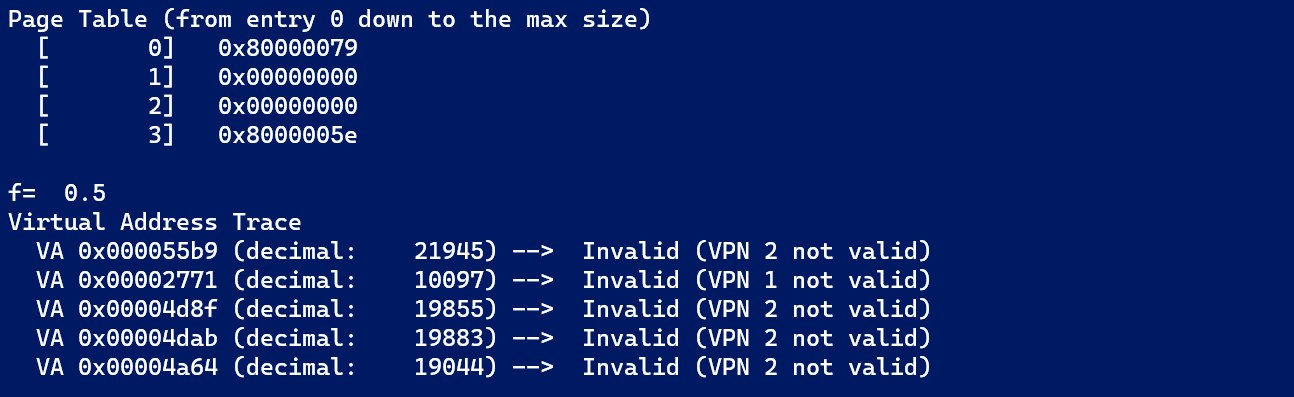 Page Table (from entry 0 down to the max size)
  [       0]   0x80000079
  [       1]   0x00000000
  [       2]   0x00000000
  [       3]   0x8000005e

f=  0.5
Virtual Address Trace
  VA 0x000055b9 (decimal:    21945) -->  Invalid (VPN 2 not valid)
  VA 0x00002771 (decimal:    10097) -->  Invalid (VPN 1 not valid)
  VA 0x00004d8f (decimal:    19855) -->  Invalid (VPN 2 not valid)
  VA 0x00004dab (decimal:    19883) -->  Invalid (VPN 2 not valid)
  VA 0x00004a64 (decimal:    19044) -->  Invalid (VPN 2 not valid)